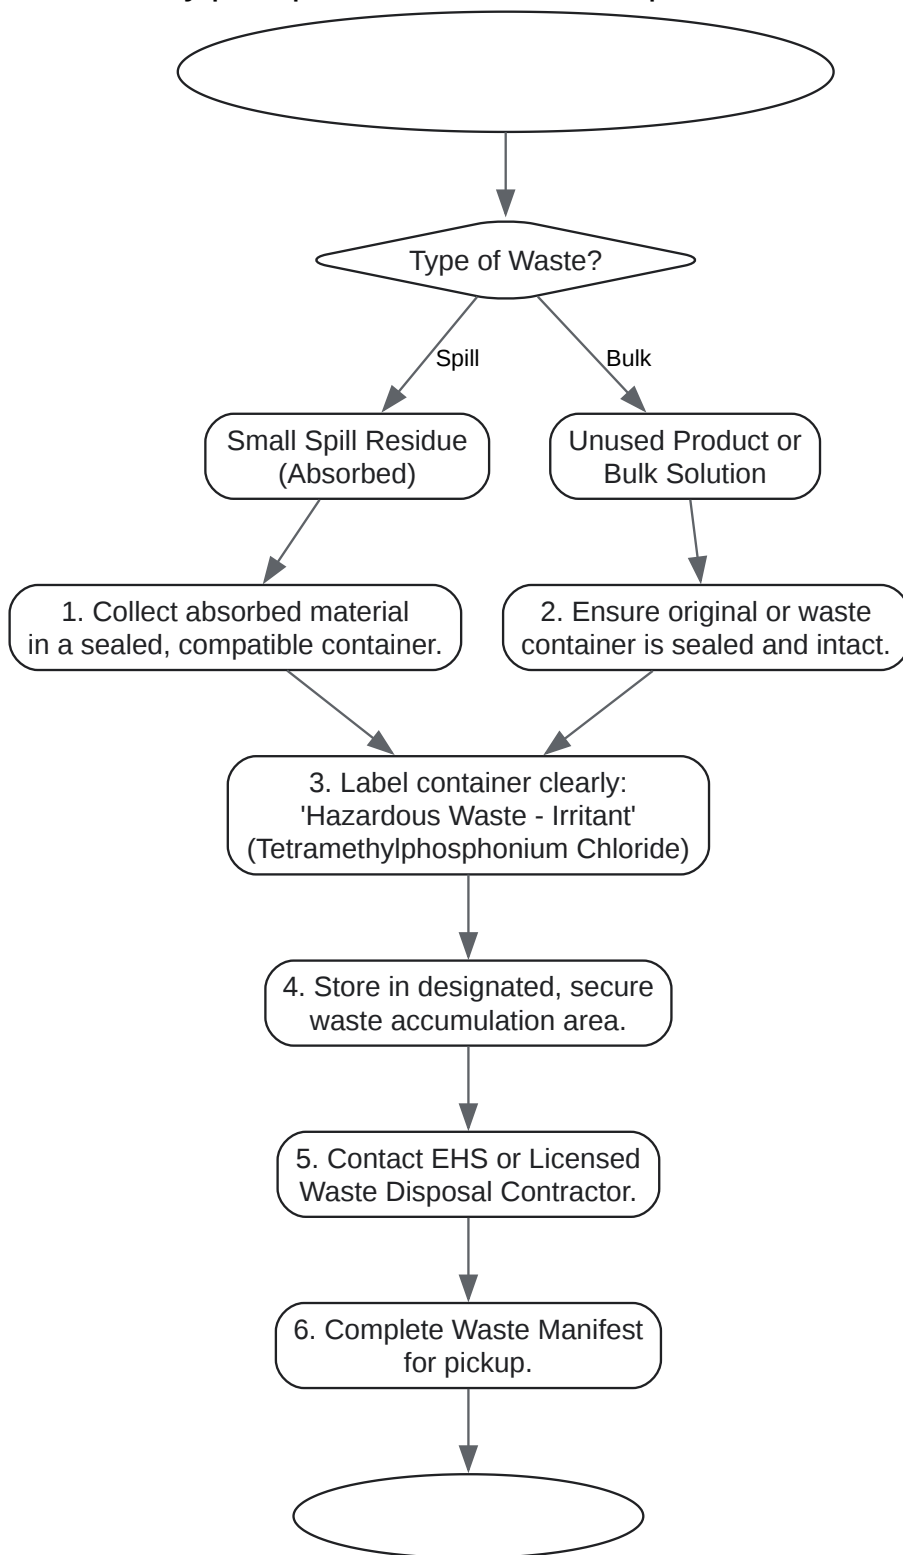 Type of Waste?
Spill
Bulk
Small Spill Residue
(Absorbed)
Unused Product or
Bulk Solution
1. Collect absorbed material
in a sealed, compatible container.
2. Ensure original or waste
container is sealed and intact.
3. Label container clearly:
'Hazardous Waste - Irritant'
(Tetramethylphosphonium Chloride)
4. Store in designated, secure
waste accumulation area.
5. Contact EHS or Licensed
Waste Disposal Contractor.
6. Complete Waste Manifest
for pickup.